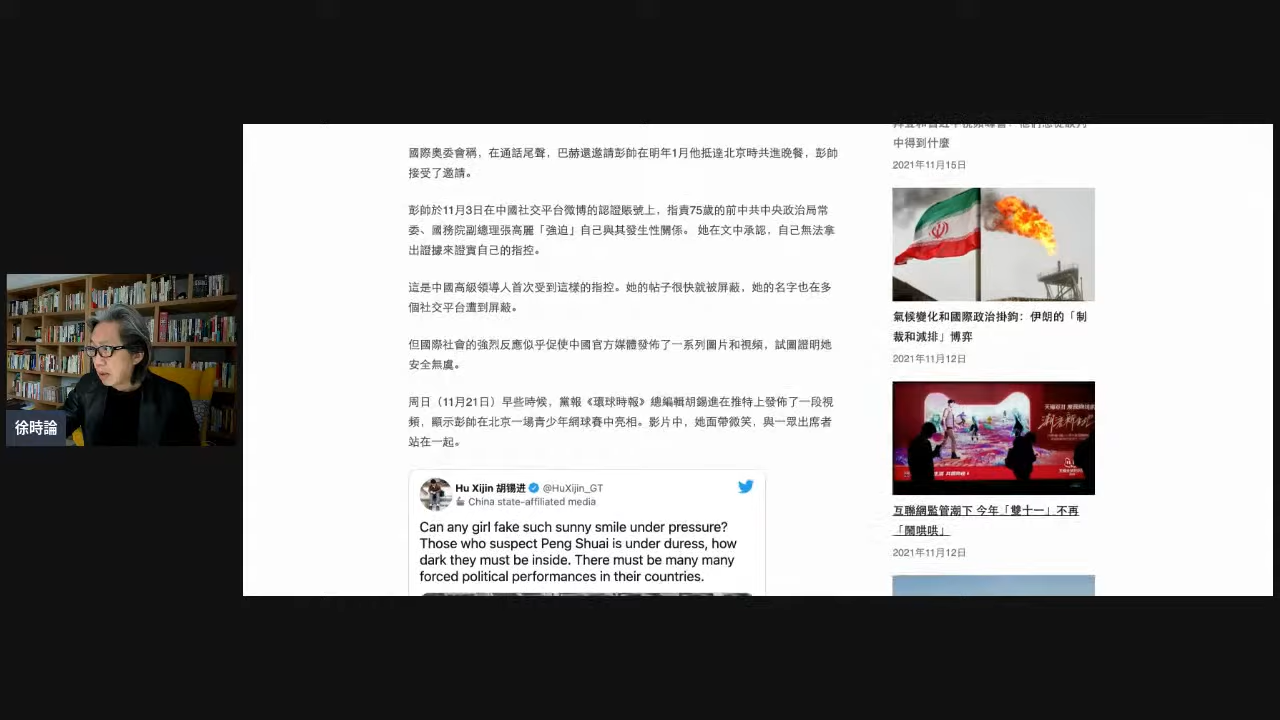 國際奧委會稱，在通話尾聲，巴赫還邀請彭帥在明年1月他抵達北京時共進晚餐，彭帥
接受了邀請。
彭帥於11月3日在中國社交平台微博的認證賬號上，指責75歲的前中共中央政治局常
委、國務院副總理張高麗「強迫」自己與其發生性關係。 她在文中承認，自己無法拿
出證據來證實自己的指控。
這是中國高級領導人首次受到這樣的指控。她的帖子很快就被屏蔽，她的名字也在多
個社交平台遭到屏蔽。
但國際社會的強烈反應似乎促使中國官方媒體發佈了一系列圖片和視頻，試圖證明她
安全無虞。
周日（11月21日）早些時候，黨報《環球時報》總編輯胡錫進在推特上發佈了一段視
頻，顯示彭帥在北京一場青少年網球賽中亮相。影片中，她面帶微笑，與一眾出席者
站在一起。
Hu Xijin 胡锡进 @HuXijin_GT
China state-affiliated media
Can any girl fake such sunny smile under pressure?
Those who suspect Peng Shuai is under duress, how
dark they must be inside. There must be many many
forced political performances in their countries.
中得到什麼
2021年11月15日
氣候變化和國際政治掛鉤：伊朗的「制
裁和減排」博弈
2021年11月12日
互聯網監管潮下 今年「雙十一」不再
「鬧哄哄」
2021年11月12日
徐時論